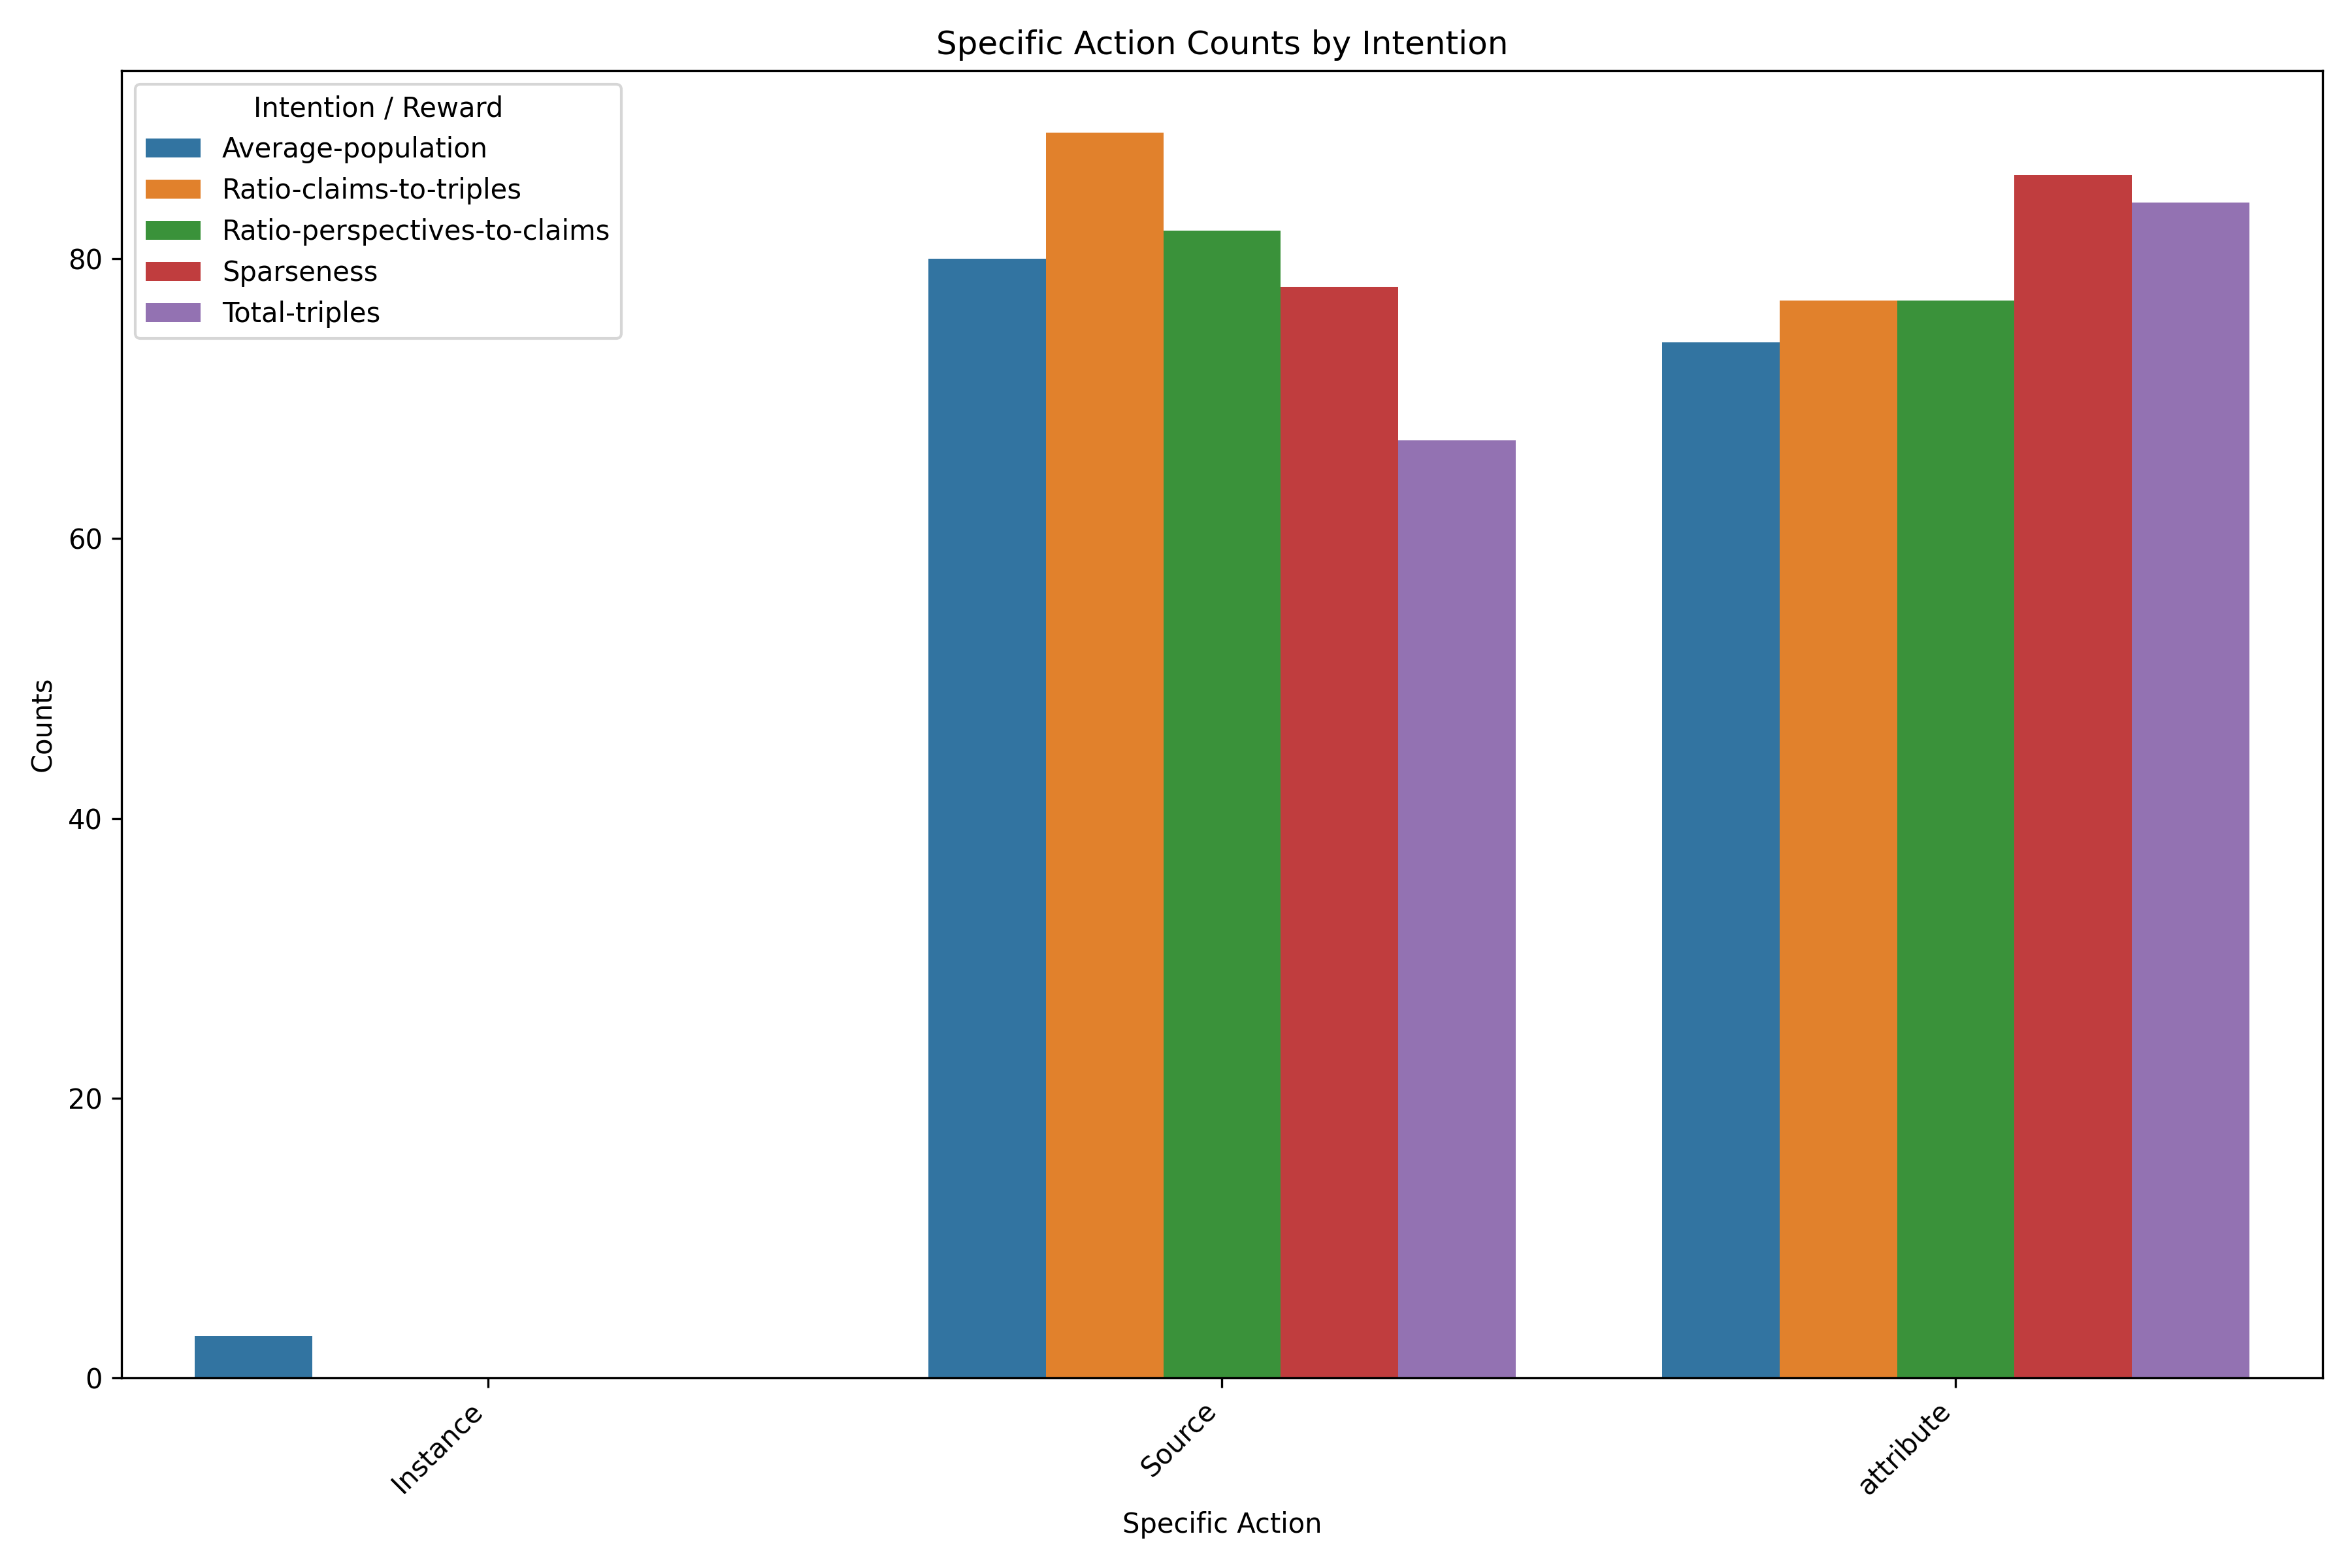 Specific Action Counts by Intention
Intention / Reward
Average-population
Ratio-claims-to-triples
Ratio-perspectives-to-claims
Sparseness
Total-triples
80
60
40
20
0
Counts
Instance
Source
attribute
Specific Action